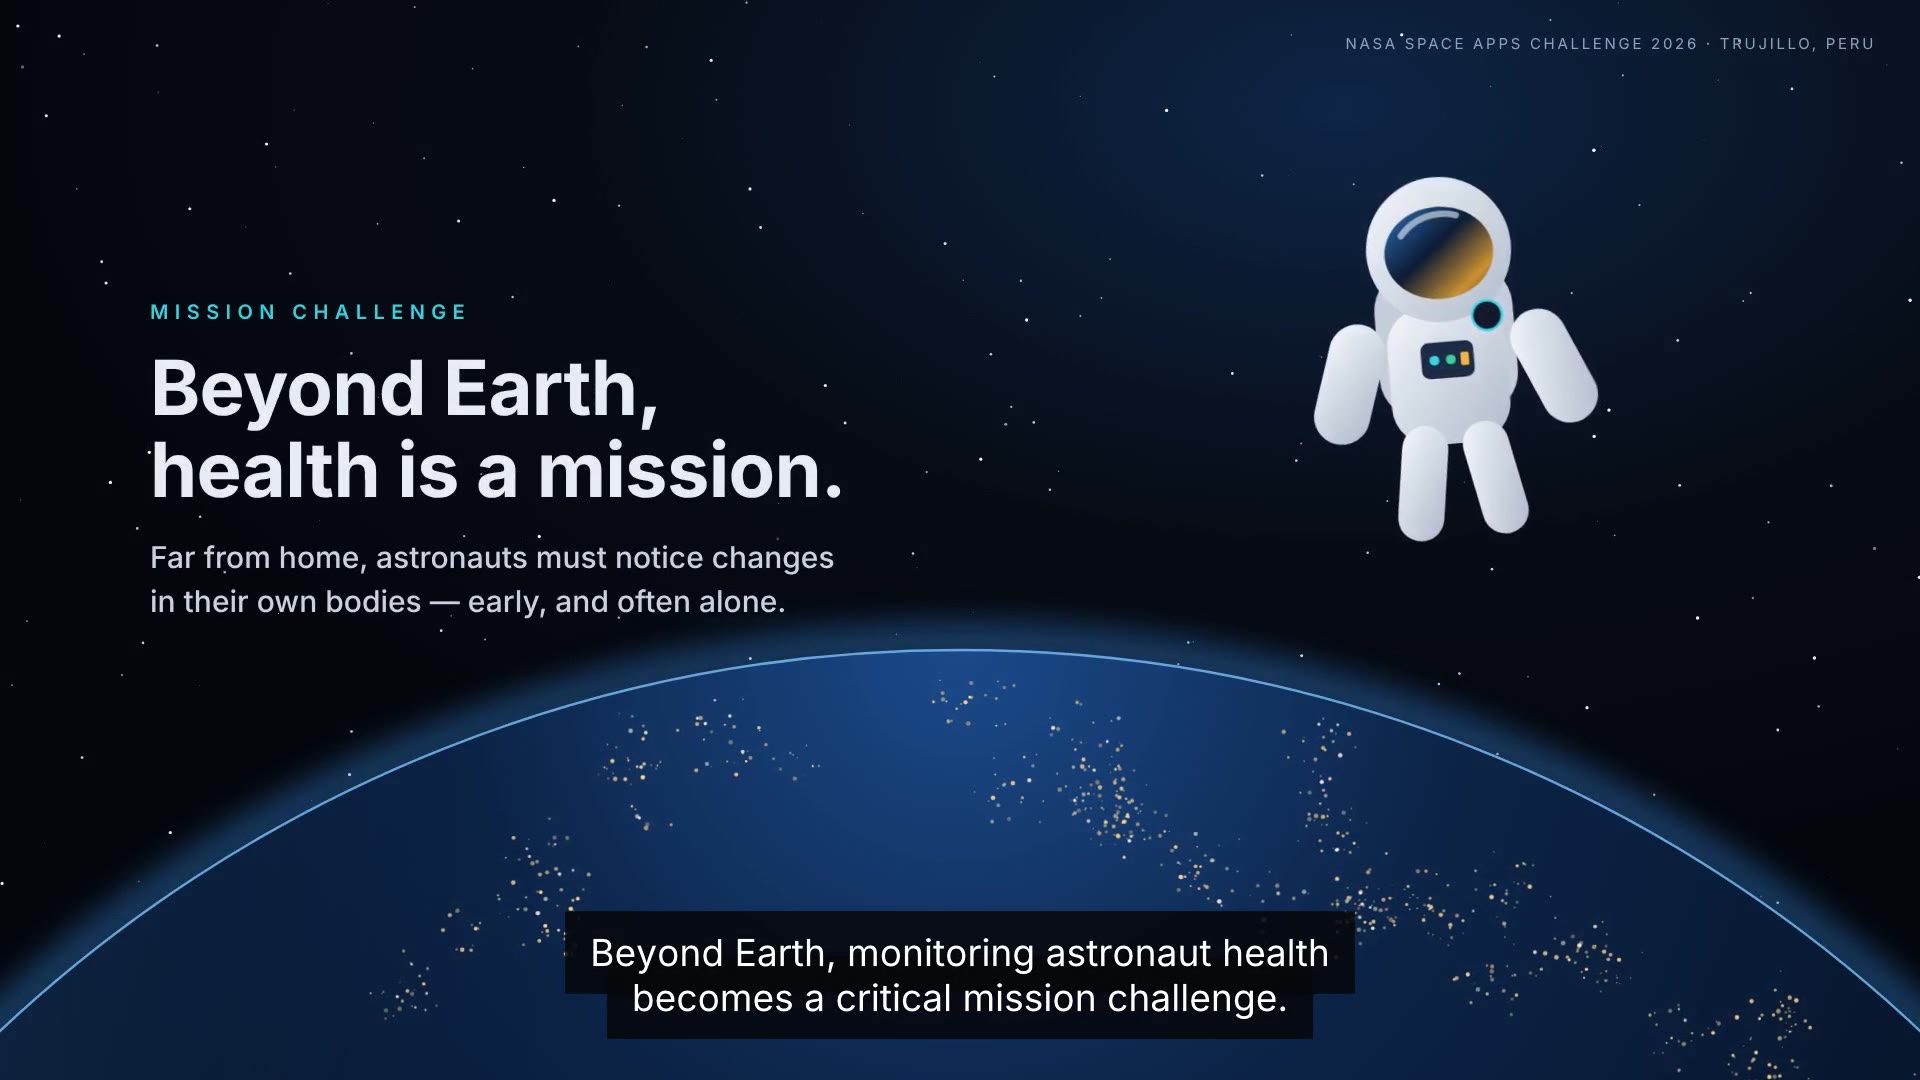 NASA SPACE APPS CHALLENGE 2026 · TRUJILLO, PERU
MISSION CHALLENGE
Beyond Earth,
health is a mission.
Far from home, astronauts must notice changes
in their own bodies — early, and often alone.
Beyond Earth, monitoring astronaut health
becomes a critical mission challenge.